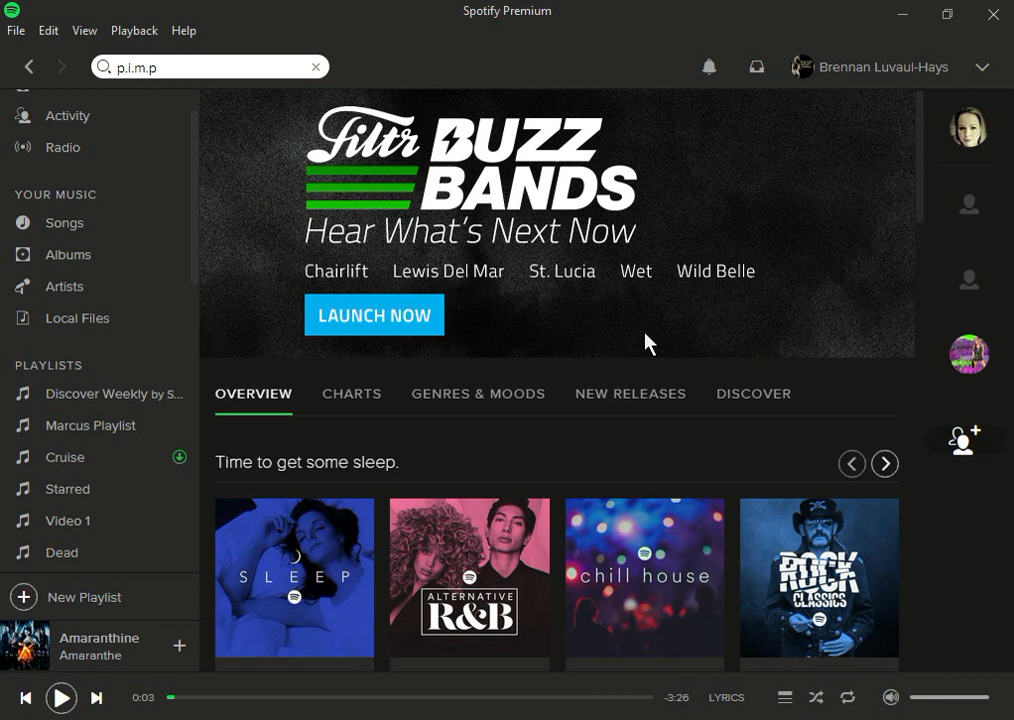 Spotify Premium
File Edit View Playback Help
p.i.m.p
Brennan Luvaul-Hays
Activity
Radio
YOUR MUSIC
Songs
Albums
Artists
Local Files
PLAYLISTS
Discover Weekly by S...
Marcus Playlist
Cruise
Starred
Video 1
Dead
New Playlist
Amaranthine
Amaranthe
Filtr BUZZ
BANDS
Hear What's Next Now
Chairlift Lewis Del Mar St. Lucia Wet Wild Belle
LAUNCH NOW
OVERVIEW CHARTS GENRES & MOODS NEW RELEASES DISCOVER
Time to get some sleep.
SLEEP
ALTERNATIVE
R&B
chill house
ROCK
CLASSICS
0:03 -3:26 LYRICS